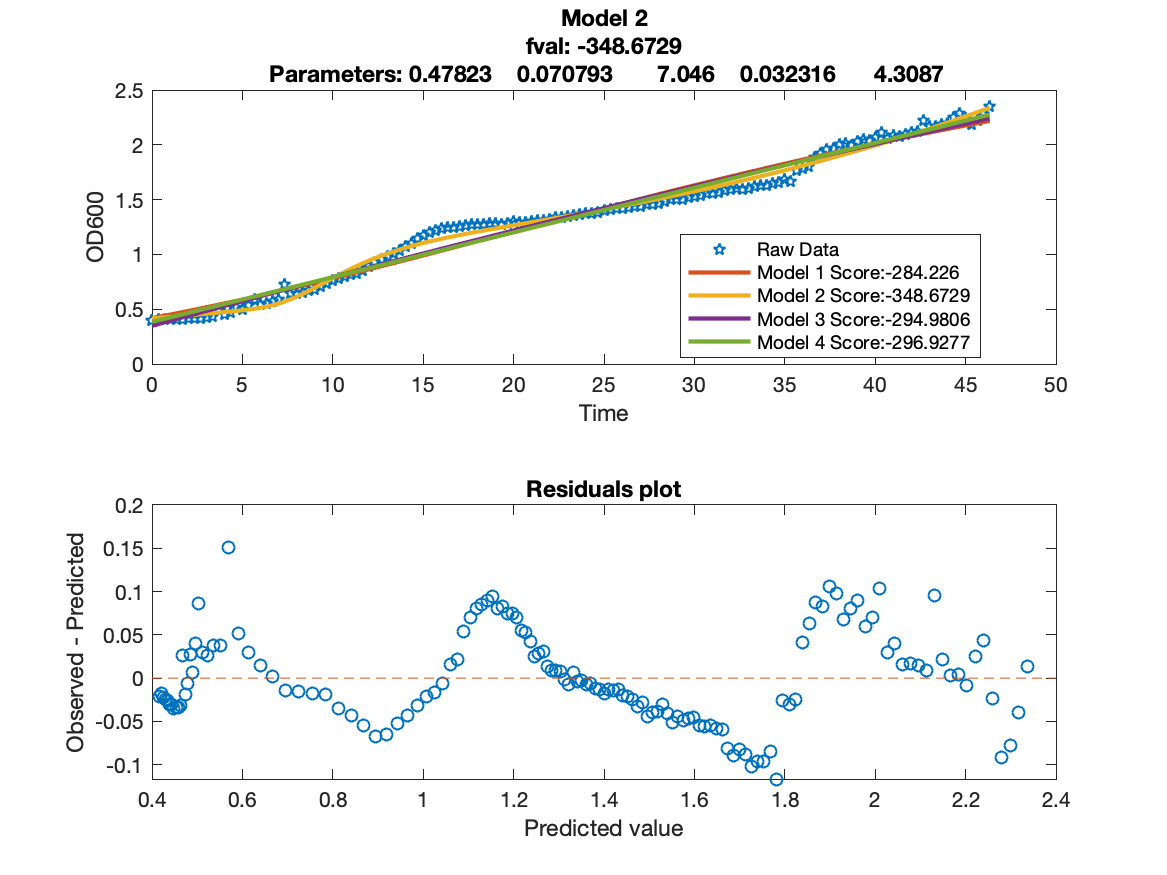 Model 2
fval: -348.6729
Parameters: 0.47823 0.070793 7.046 0.032316 4.3087
2.5
2
1.5
1
0.5
0
OD600
0 5 10 15 20 25 30 35 40 45 50
Time
Raw Data
Model 1 Score:-284.226
Model 2 Score:-348.6729
Model 3 Score:-294.9806
Model 4 Score:-296.9277
Residuals plot
0.2
0.15
0.1
0.05
0
-0.05
-0.1
Observed - Predicted
0.4 0.6 0.8 1 1.2 1.4 1.6 1.8 2 2.2 2.4
Predicted value